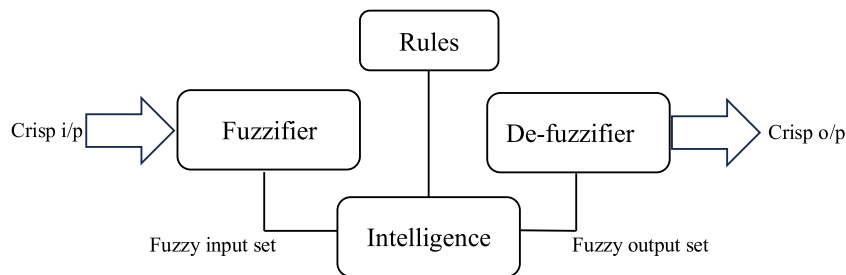 Rules
Crisp i/p
Fuzzifier
De-fuzzifier
Crisp o/p
Fuzzy input set
Intelligence
Fuzzy output set